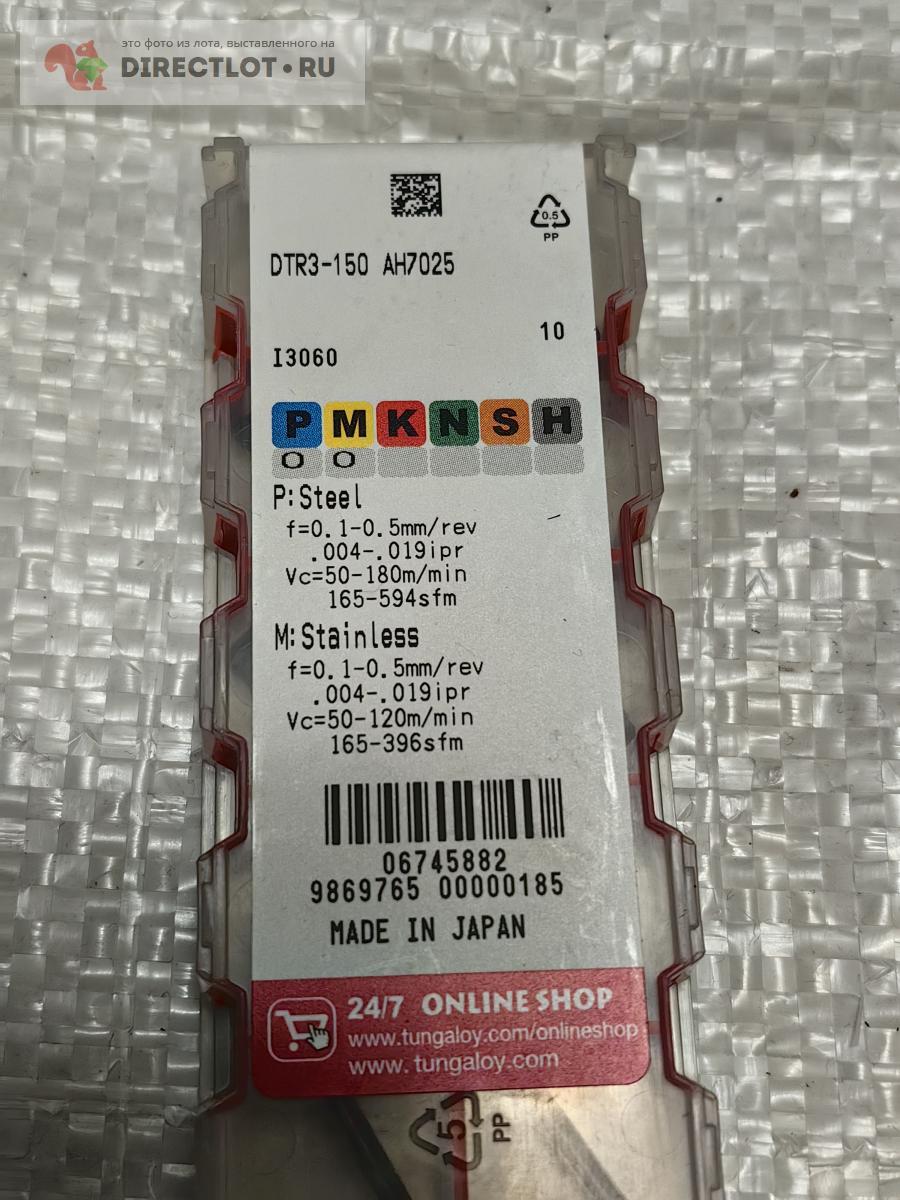 это фото из лота, выставленного на
DIRECTLOT.RU
0.5
PP
DTR3-150 AH7025
10
I3060
P M K N S H
O O
P:Steel
f=0.1-0.5mm/rev
.004-.019ipr
Vc=50-180m/min
165-594sfm
M:Stainless
f=0.1-0.5mm/rev
.004-.019ipr
Vc=50-120m/min
165-396sfm
06745882
9869765 00000185
MADE IN JAPAN
24/7 ONLINE SHOP
www.tungaloy.com/onlineshop
www.tungaloy.com
5
PP